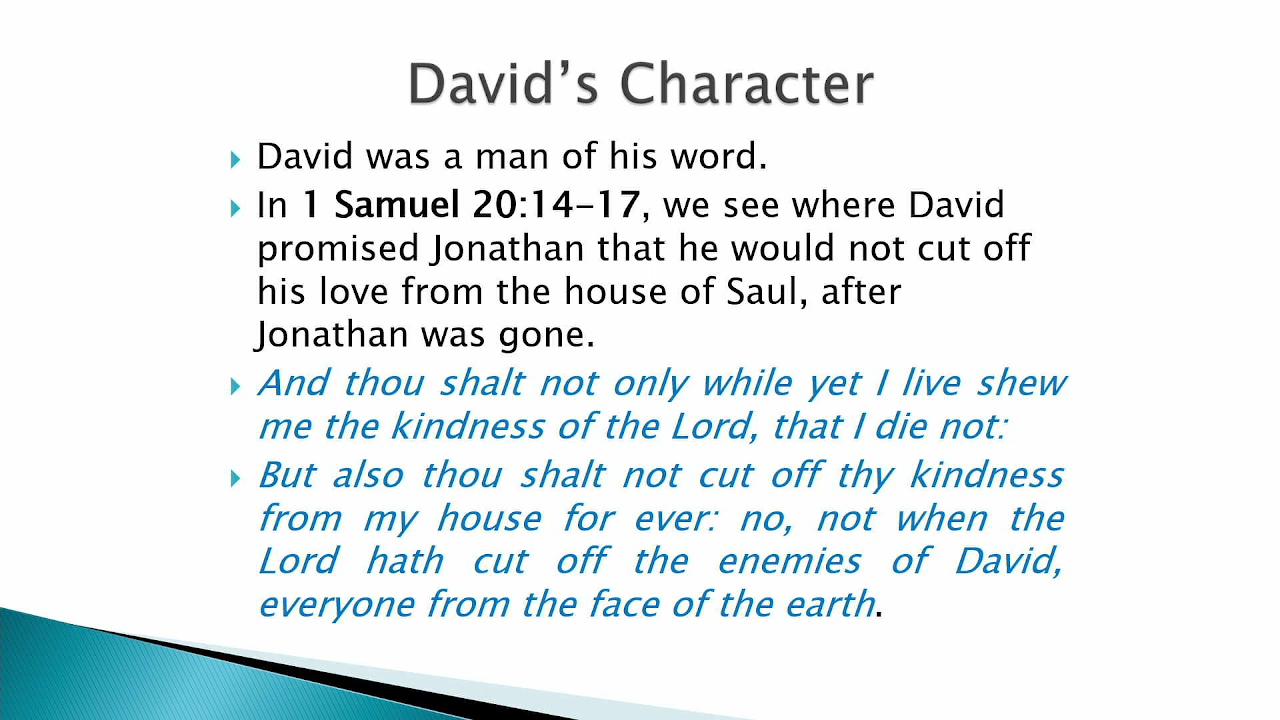 David’s Character
David was a man of his word.
In 1 Samuel 20:14-17, we see where David
promised Jonathan that he would not cut off
his love from the house of Saul, after
Jonathan was gone.
And thou shalt not only while yet I live shew
me the kindness of the Lord, that I die not:
But also thou shalt not cut off thy kindness
from my house for ever: no, not when the
Lord hath cut off the enemies of David,
everyone from the face of the earth.